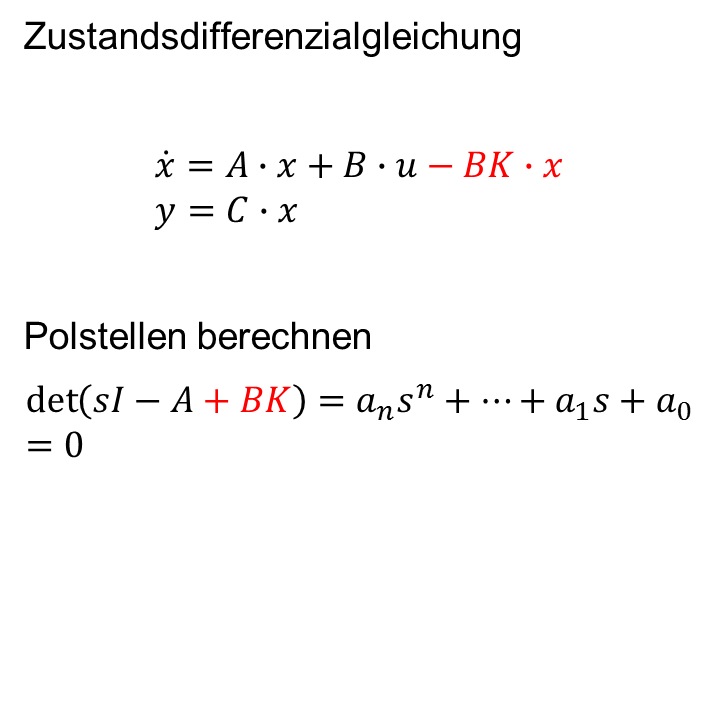 Zustandsdifferenzialgleichung
ẋ = A · x + B · u − BK · x
y = C · x
Polstellen berechnen
det(sI − A + BK) = aₙsⁿ + ⋯ + a₁s + a₀
= 0